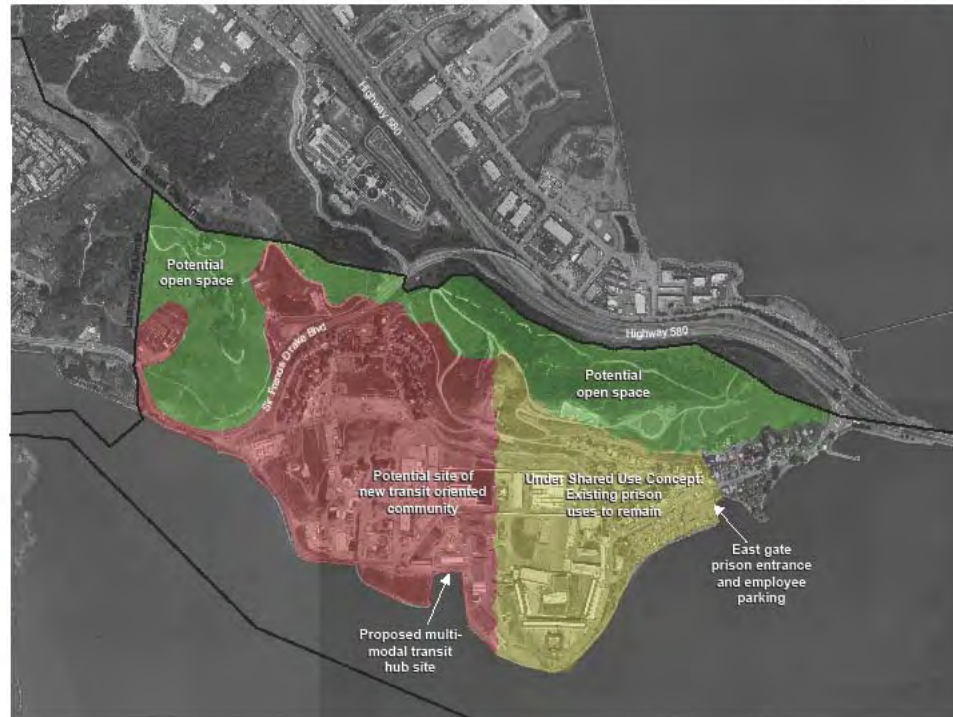 Highway 580
Potential
open space
Sir Francis Drake Blvd
Highway 580
Potential
open space
Potential site of
new transit oriented
community
Under Shared Use Concept:
Existing prison
uses to remain
East gate
prison entrance
and employee
parking
Proposed multi-
modal transit
hub site